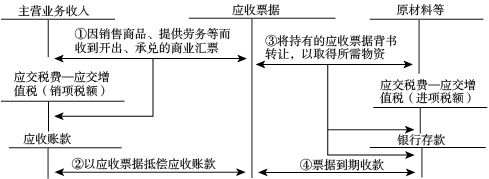 主营业务收入
应收票据
原材料等
①因销售商品、提供劳务等而
收到开出、承兑的商业汇票
③将持有的应收票据背书
转让，以取得所需物资
应交税费—应交增
值税（销项税额）
应交税费—应交增
值税（进项税额）
应收账款
银行存款
②以应收票据抵偿应收账款
④票据到期收款